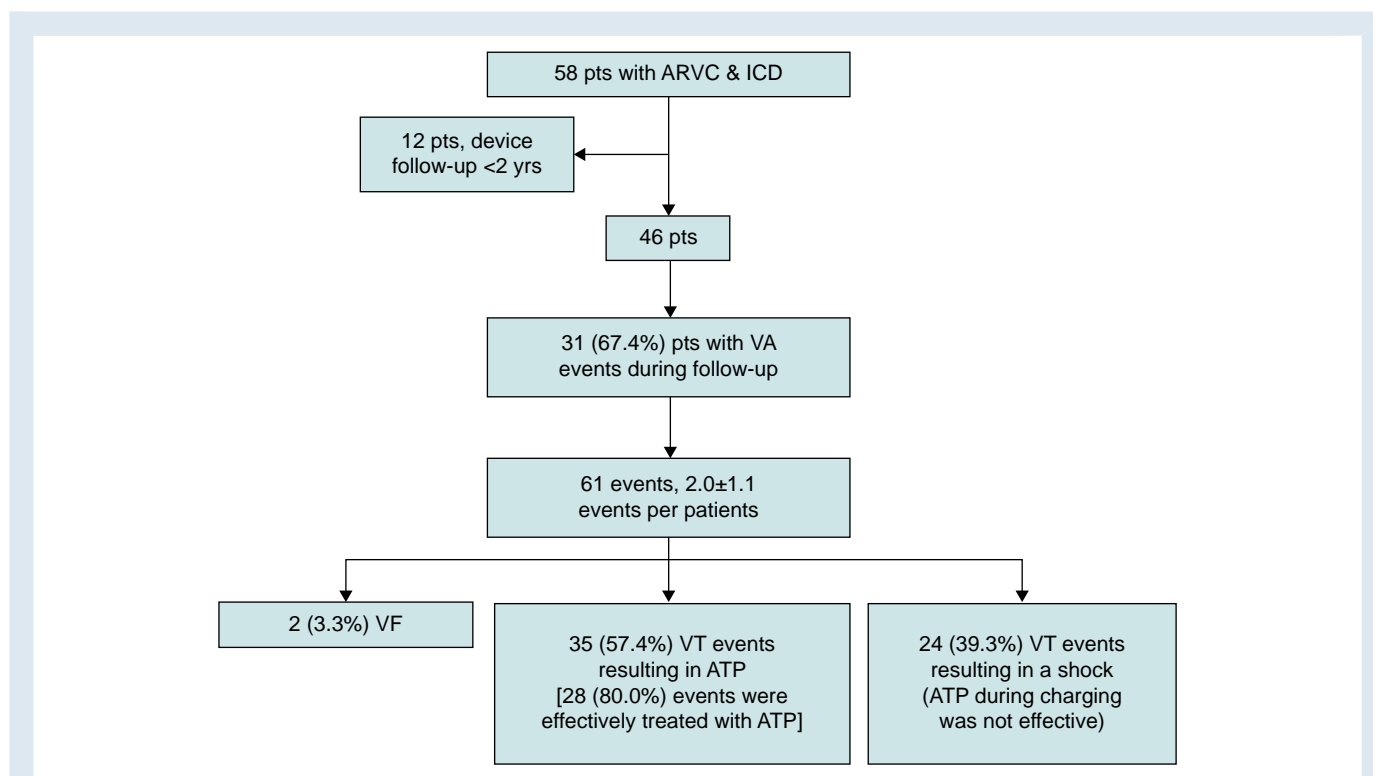 58 pts with ARVC & ICD
12 pts, device
follow-up <2 yrs
46 pts
31 (67.4%) pts with VA
events during follow-up
61 events, 2.0±1.1
events per patients
2 (3.3%) VF
35 (57.4%) VT events
resulting in ATP
[28 (80.0%) events were
effectively treated with ATP]
24 (39.3%) VT events
resulting in a shock
(ATP during charging
was not effective)